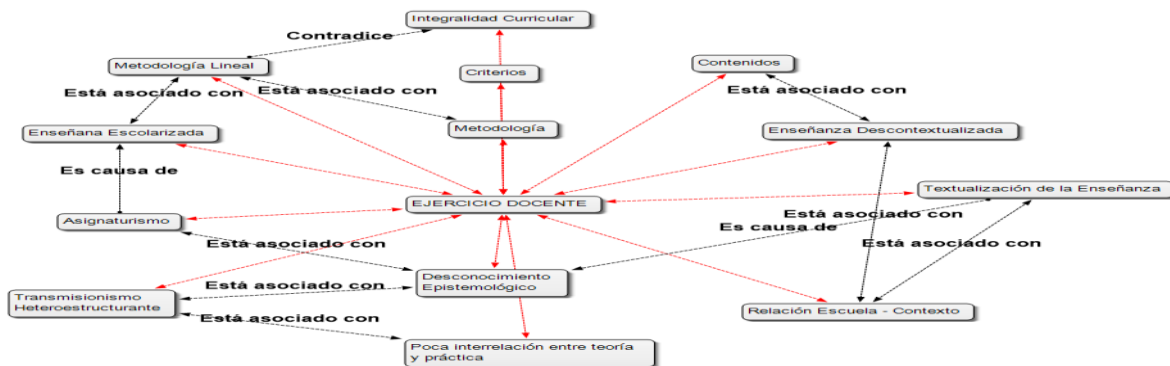 Integralidad Curricular
Contradice
Metodología Lineal
Criterios
Contenidos
Está asociado con
Está asociado con
Está asociado con
Enseñana Escolarizada
Metodología
Enseñanza Descontextualizada
Es causa de
Textualización de la Enseñanza
EJERCICIO DOCENTE
Asignaturismo
Está asociado con
Es causa de
Está asociado con
Está asociado con
Desconocimiento
Epistemológico
Está asociado con
Transmisionismo
Heteroestructurante
Relación Escuela - Contexto
Está asociado con
Poca interrelación entre teoría
y práctica